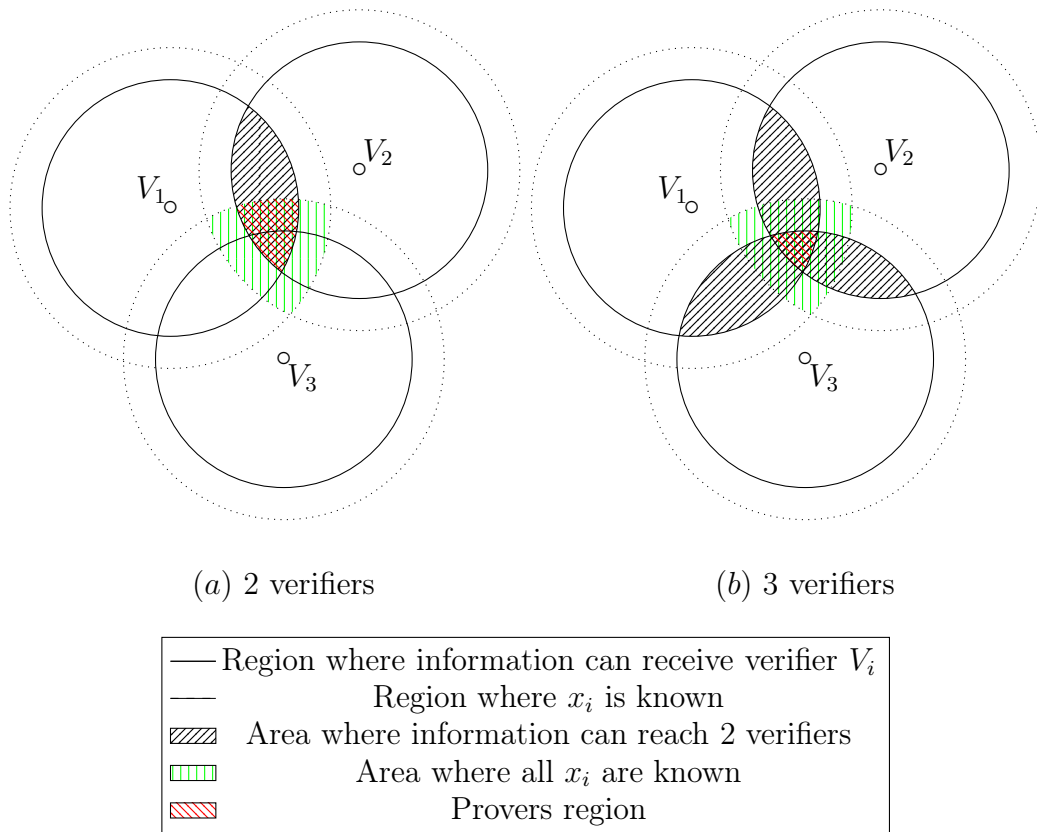 V₂
V₁
V₃
V₂
V₁
V₃
(a) 2 verifiers
(b) 3 verifiers
Region where information can receive verifier Vᵢ
Region where xᵢ is known
Area where information can reach 2 verifiers
Area where all xᵢ are known
Provers region